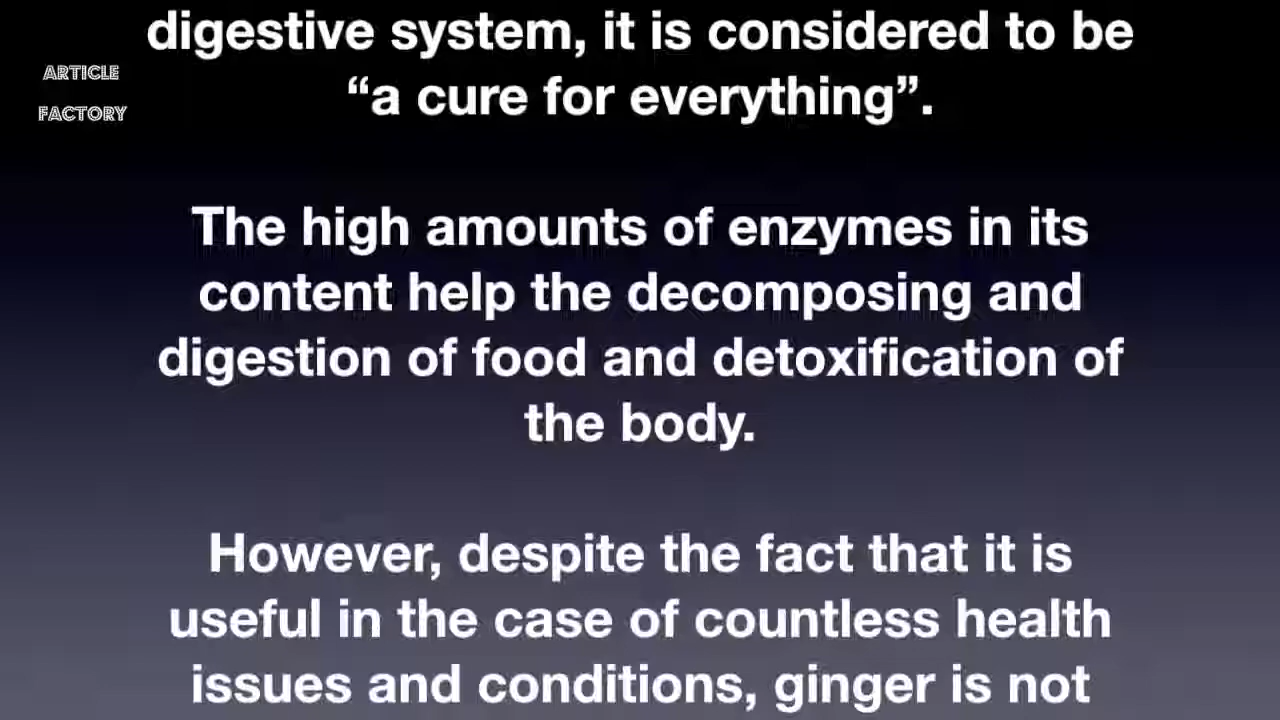 digestive system, it is considered to be
“a cure for everything”.
ARTICLE
FACTORY
The high amounts of enzymes in its
content help the decomposing and
digestion of food and detoxification of
the body.
However, despite the fact that it is
useful in the case of countless health
issues and conditions, ginger is not